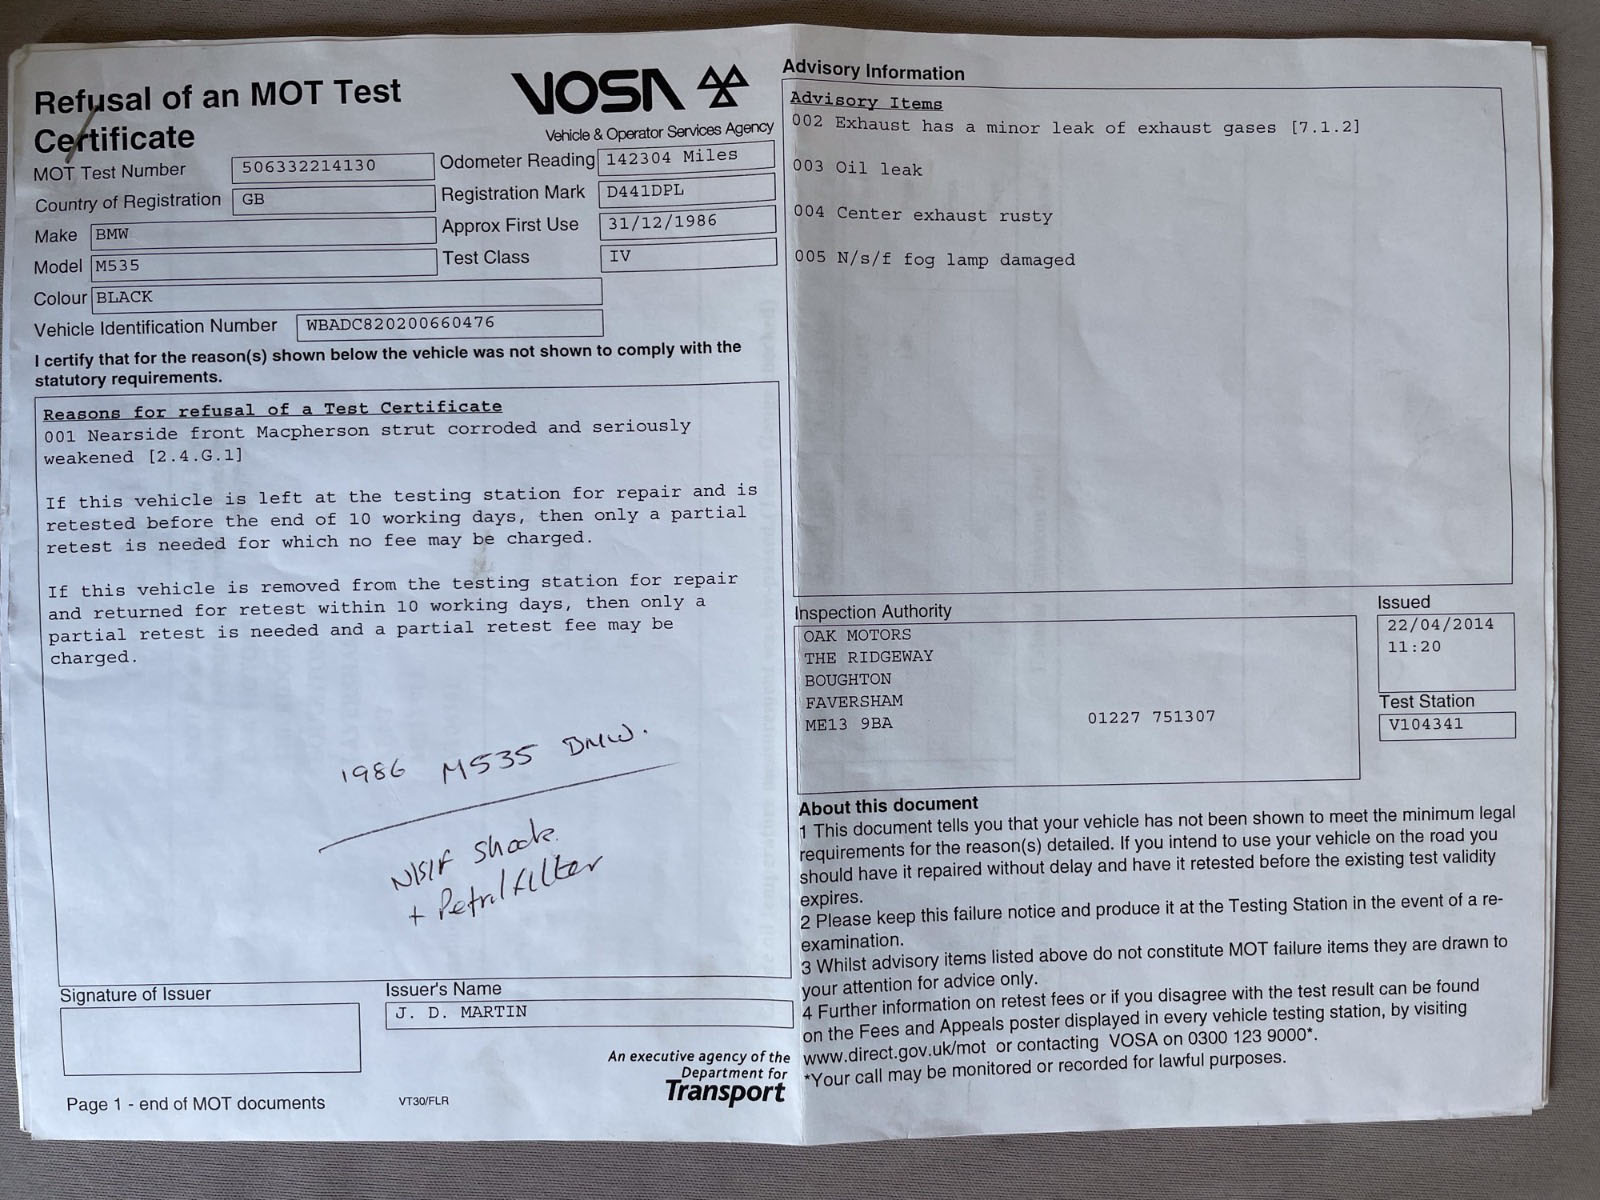 Refusal of an MOT Test
Certificate
VOSA
Vehicle & Operator Services Agency
MOT Test Number 506332214130
Odometer Reading 142304 Miles
Country of Registration GB
Registration Mark D441DPL
Make BMW
Approx First Use 31/12/1986
Model M535
Test Class IV
Colour BLACK
Vehicle Identification Number WBADC820200660476
I certify that for the reason(s) shown below the vehicle was not shown to comply with the
statutory requirements.
Reasons for refusal of a Test Certificate
001 Nearside front Macpherson strut corroded and seriously
weakened [2.4.G.1]
If this vehicle is left at the testing station for repair and is
retested before the end of 10 working days, then only a partial
retest is needed for which no fee may be charged.
If this vehicle is removed from the testing station for repair
and returned for retest within 10 working days, then only a
partial retest is needed and a partial retest fee may be
charged.
1986 M535 BMW.
N/S/F Shock
+ Petrol filter
Signature of Issuer
Issuer's Name
J. D. MARTIN
An executive agency of the
Department for
Transport
Page 1 - end of MOT documents
VT30/FLR
Advisory Information
Advisory Items
002 Exhaust has a minor leak of exhaust gases [7.1.2]
003 Oil leak
004 Center exhaust rusty
005 N/s/f fog lamp damaged
Inspection Authority
OAK MOTORS
THE RIDGEWAY
BOUGHTON
FAVERSHAM
ME13 9BA 01227 751307
Issued
22/04/2014
11:20
Test Station
V104341
About this document
1 This document tells you that your vehicle has not been shown to meet the minimum legal
requirements for the reason(s) detailed. If you intend to use your vehicle on the road you
should have it repaired without delay and have it retested before the existing test validity
expires.
2 Please keep this failure notice and produce it at the Testing Station in the event of a re-
examination.
3 Whilst advisory items listed above do not constitute MOT failure items they are drawn to
your attention for advice only.
4 Further information on retest fees or if you disagree with the test result can be found
on the Fees and Appeals poster displayed in every vehicle testing station, by visiting
www.direct.gov.uk/mot or contacting VOSA on 0300 123 9000*.
*Your call may be monitored or recorded for lawful purposes.